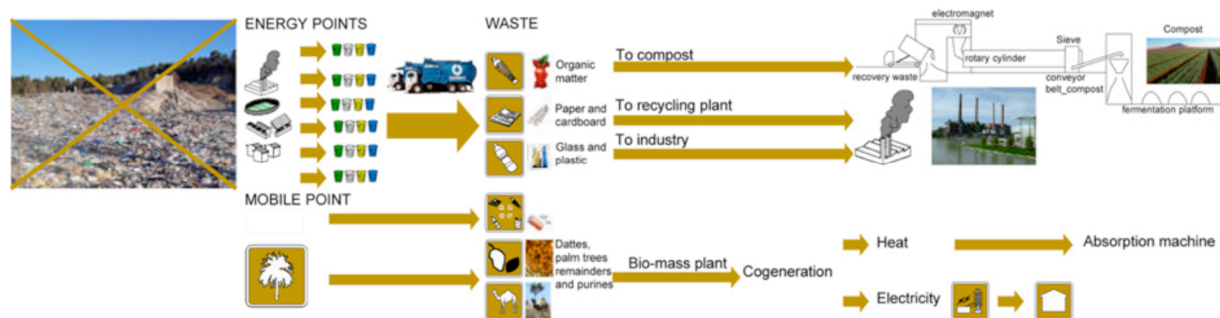 ENERGY POINTS
WASTE
Organic
matter
Paper and
cardboard
Glass and
plastic
To compost
To recycling plant
To industry
electromagnet
Sieve
Compost
rotary cylinder
recovery waste
conveyor
belt_compost
fermentation platform
MOBILE POINT
Dattes,
palm trees
remainders
and purines
Bio-mass plant
Cogeneration
Heat
Absorption machine
Electricity